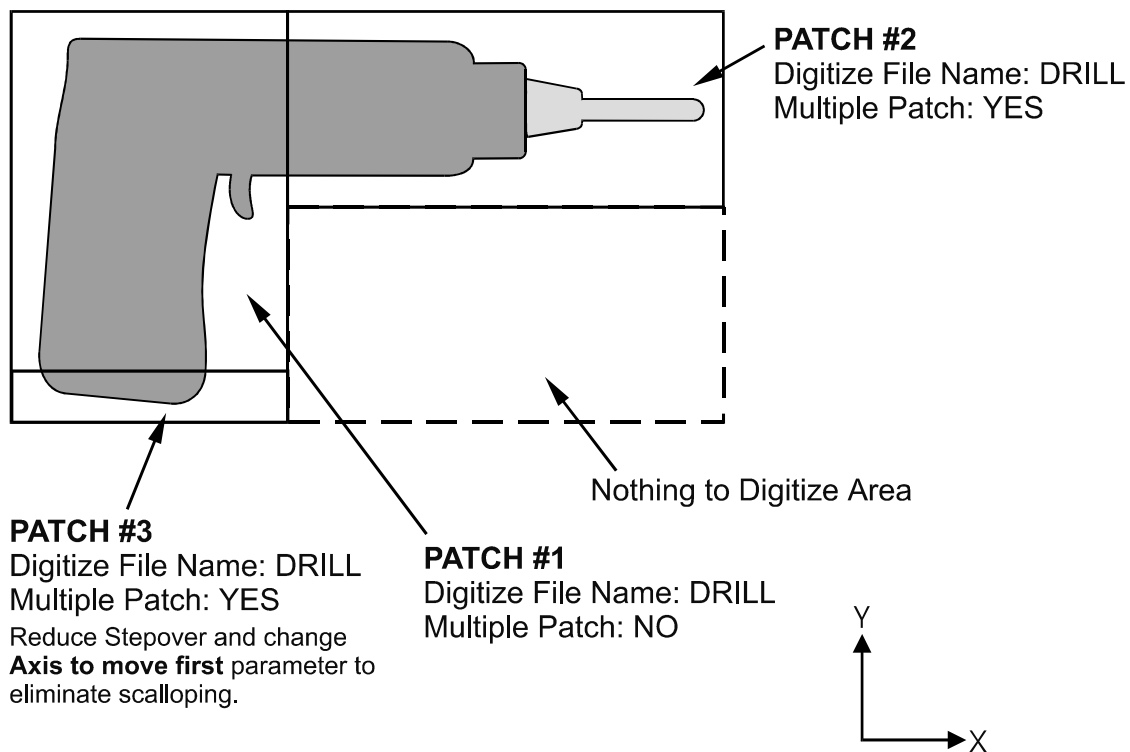 PATCH #2
Digitize File Name: DRILL
Multiple Patch: YES
Nothing to Digitize Area
PATCH #3
Digitize File Name: DRILL
Multiple Patch: YES
Reduce Stepover and change
Axis to move first parameter to
eliminate scalloping.
PATCH #1
Digitize File Name: DRILL
Multiple Patch: NO
Y
X